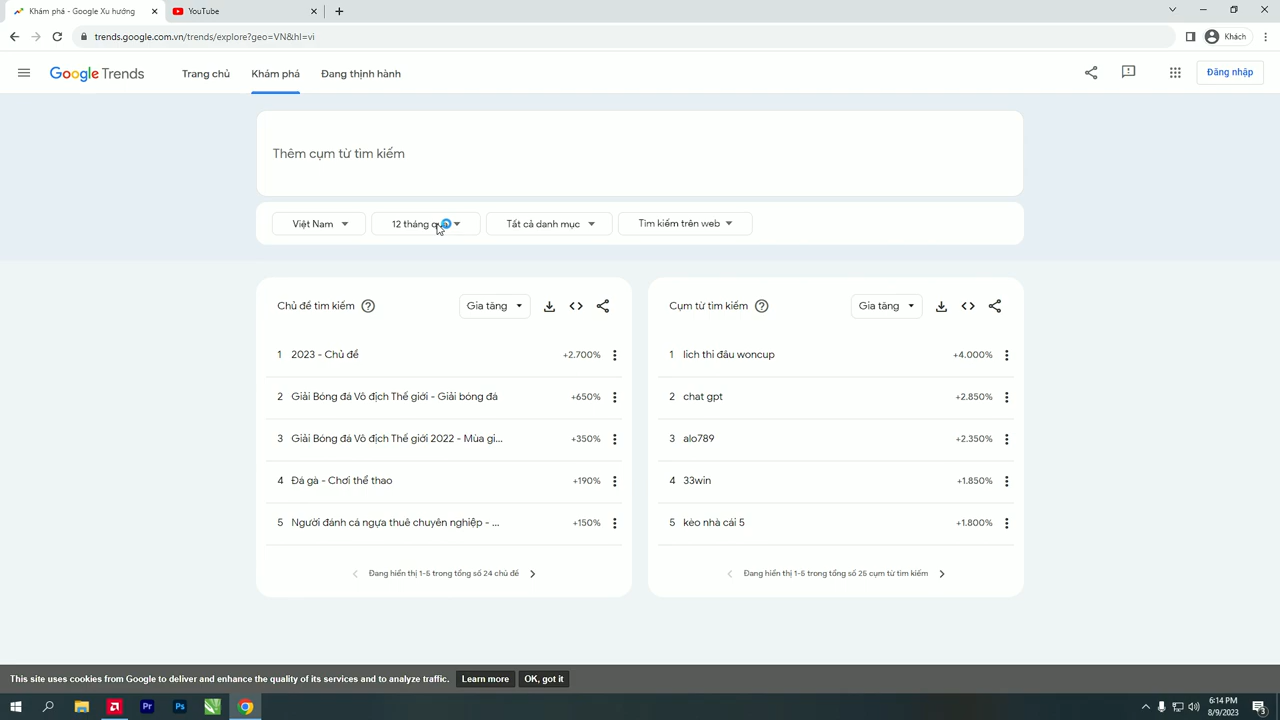 Khám phá - Google Xu hướng
YouTube
trends.google.com.vn/trends/explore?geo=VN&hl=vi
Khách
Google Trends
Trang chủ
Khám phá
Đang thịnh hành
Đăng nhập
Thêm cụm từ tìm kiếm
Việt Nam
12 tháng
Tất cả danh mục
Tìm kiếm trên web
Chủ đề tìm kiếm
Gia tăng
1 2023 - Chủ đề +2.700%
2 Giải Bóng đá Vô địch Thế giới - Giải bóng đá +650%
3 Giải Bóng đá Vô địch Thế giới 2022 - Mùa gi... +350%
4 Đá gà - Chơi thể thao +190%
5 Người đánh cá ngựa thuê chuyên nghiệp - ... +150%
Đang hiển thị 1-5 trong tổng số 24 chủ đề
Cụm từ tìm kiếm
Gia tăng
1 lich thi đâu woncup +4.000%
2 chat gpt +2.850%
3 alo789 +2.350%
4 33win +1.850%
5 kèo nhà cái 5 +1.800%
Đang hiển thị 1-5 trong tổng số 25 cụm từ tìm kiếm
This site uses cookies from Google to deliver and enhance the quality of its services and to analyze traffic.
Learn more
OK, got it
Pr
Ps
6:14 PM
8/9/2023
3